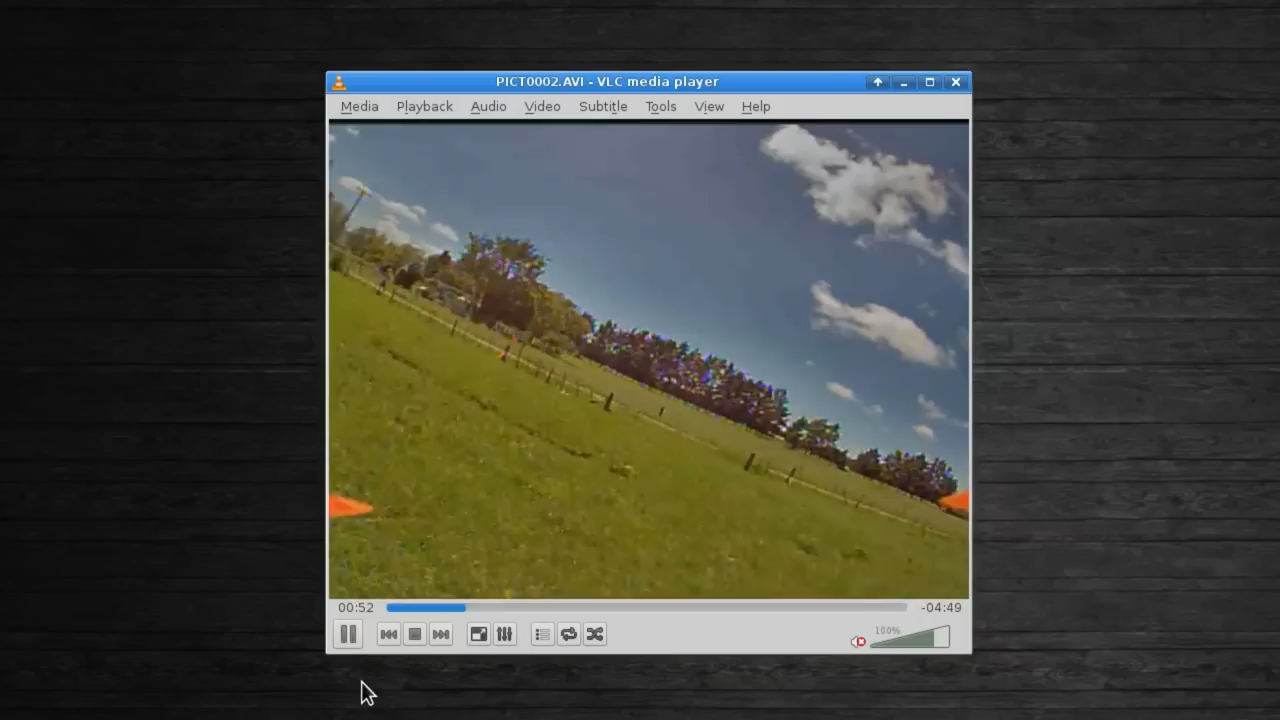 PICT0002.AVI - VLC media player
Media Playback Audio Video Subtitle Tools View Help
00:52 -04:49
100%